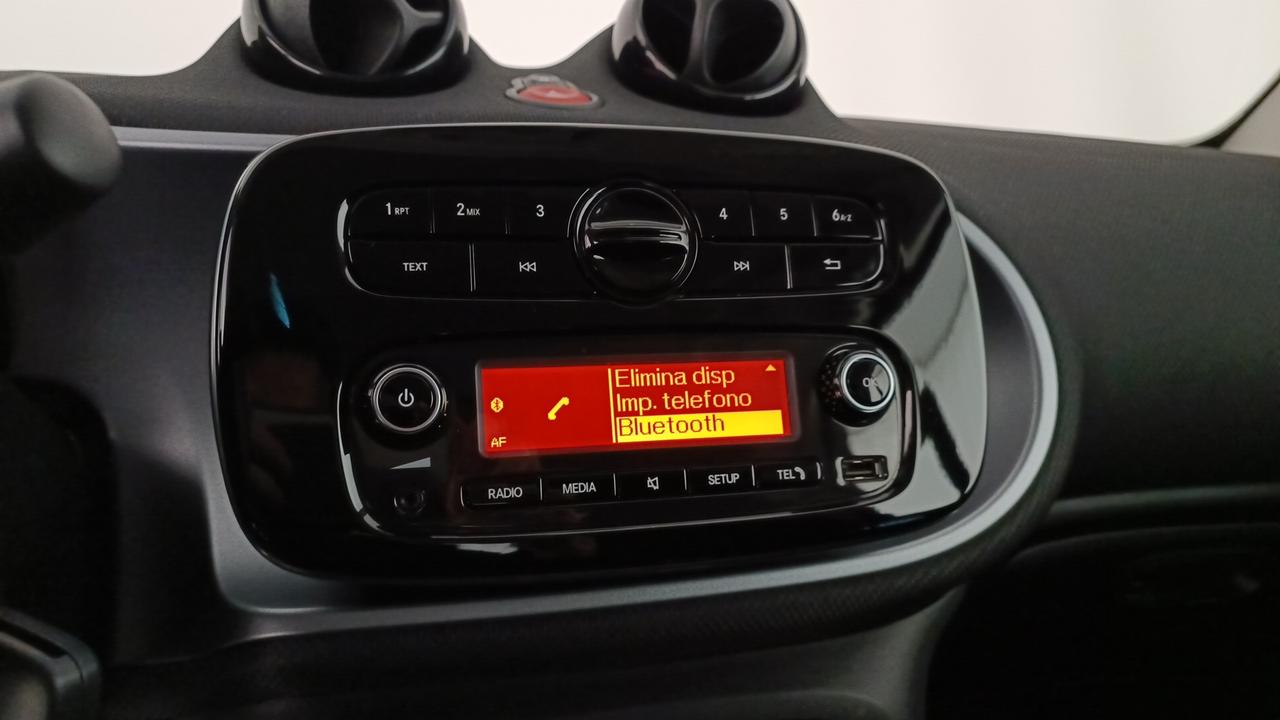 1 RPT 2 MIX 3 4 5 6 A-Z
TEXT
Elimina disp
Imp. telefono
Bluetooth
AF
OK
RADIO MEDIA SETUP TEL